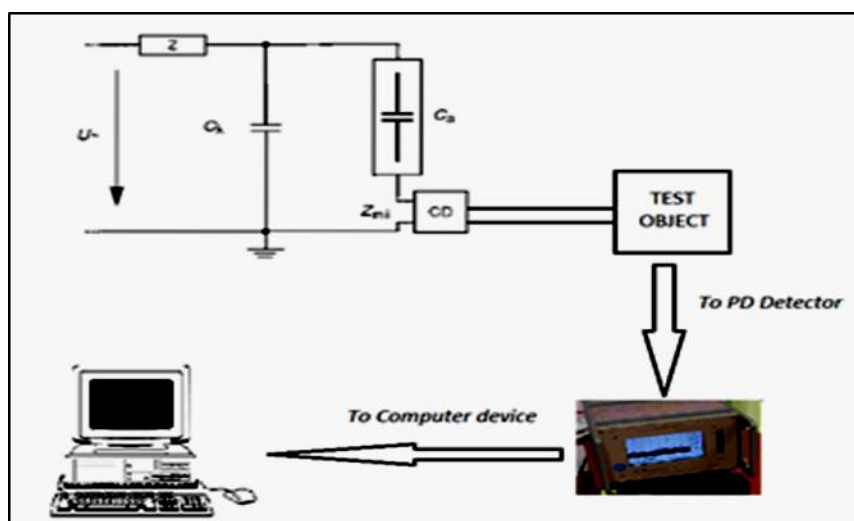 Z
U~
Ck
Ca
Zmi
CD
TEST
OBJECT
To PD Detector
To Computer device